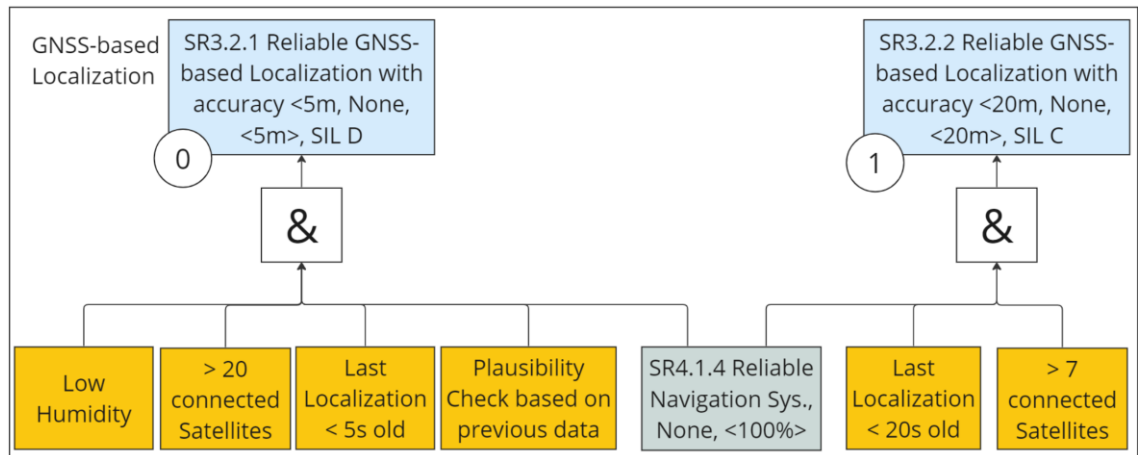 GNSS-based
Localization
SR3.2.1 Reliable GNSS-
based Localization with
accuracy <5m, None,
<5m>, SIL D
0
&
SR3.2.2 Reliable GNSS-
based Localization with
accuracy <20m, None,
<20m>, SIL C
1
&
Low
Humidity
> 20
connected
Satellites
Last
Localization
< 5s old
Plausibility
Check based on
previous data
SR4.1.4 Reliable
Navigation Sys.,
None, <100%>
Last
Localization
< 20s old
> 7
connected
Satellites